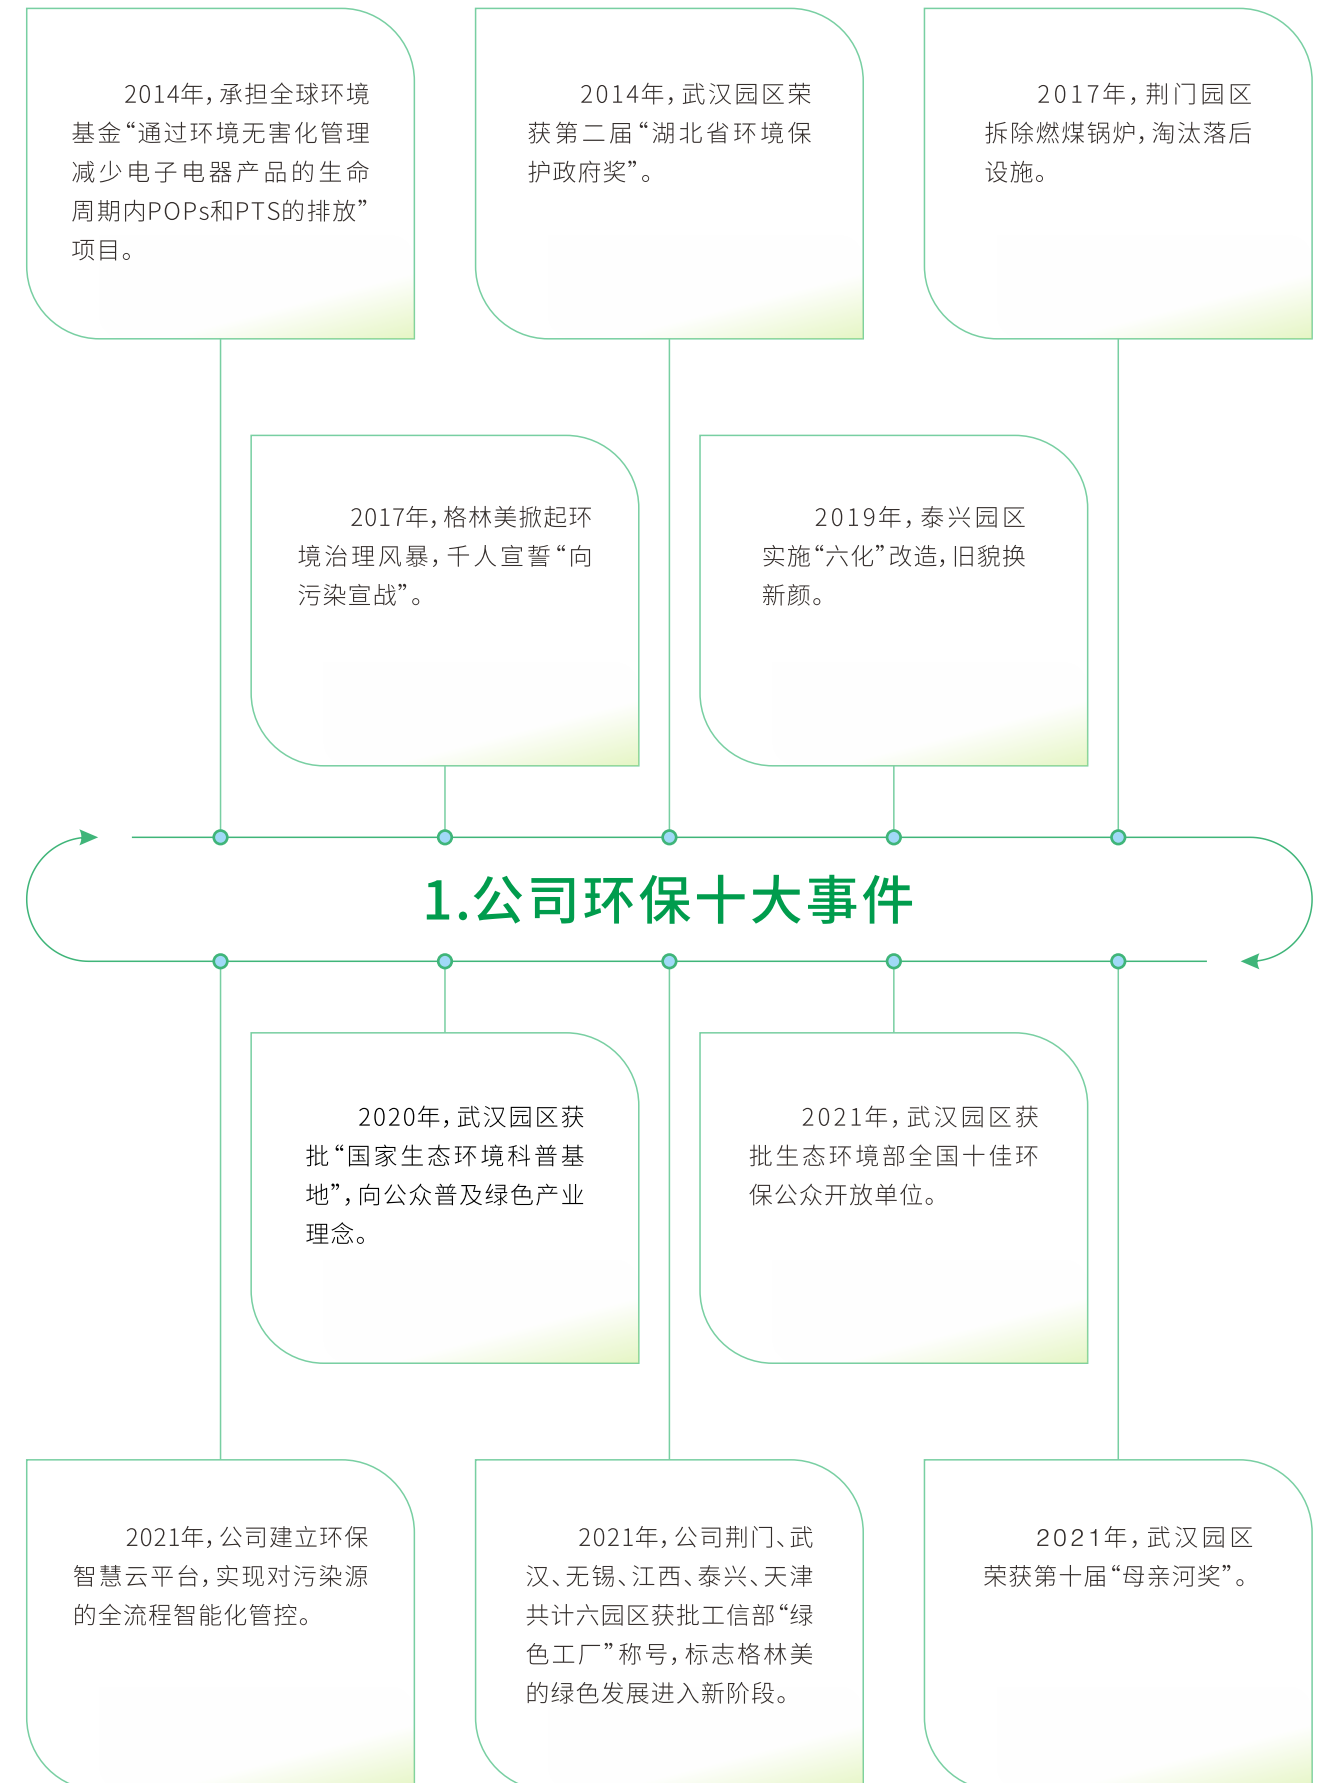 2014年，承担全球环境
基金“通过环境无害化管理
减少电子电器产品的生命
周期内POPs和PTS的排放”
项目。
2014年，武汉园区荣
获第二届“湖北省环境保
护政府奖”。
2017年，荆门园区
拆除燃煤锅炉，淘汰落后
设施。
2017年，格林美掀起环
境治理风暴，千人宣誓“向
污染宣战”。
2019年，泰兴园区
实施“六化”改造，旧貌换
新颜。
1.公司环保十大事件
2020年，武汉园区获
批“国家生态环境科普基
地”，向公众普及绿色产业
理念。
2021年，武汉园区获
批生态环境部全国十佳环
保公众开放单位。
2021年，公司建立环保
智慧云平台，实现对污染源
的全流程智能化管控。
2021年，公司荆门、武
汉、无锡、江西、泰兴、天津
共计六园区获批工信部“绿
色工厂”称号，标志格林美
的绿色发展进入新阶段。
2021年，武汉园区
荣获第十届“母亲河奖”。